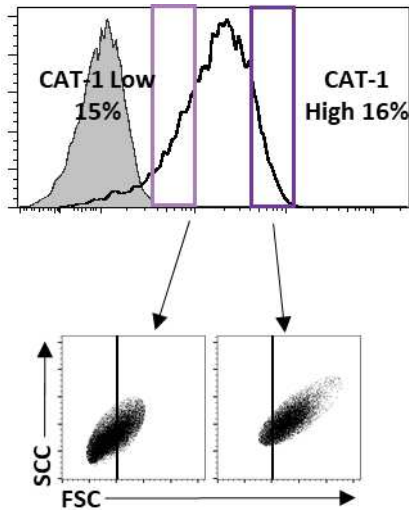 CAT-1 Low
15%
CAT-1
High 16%
SCC
FSC